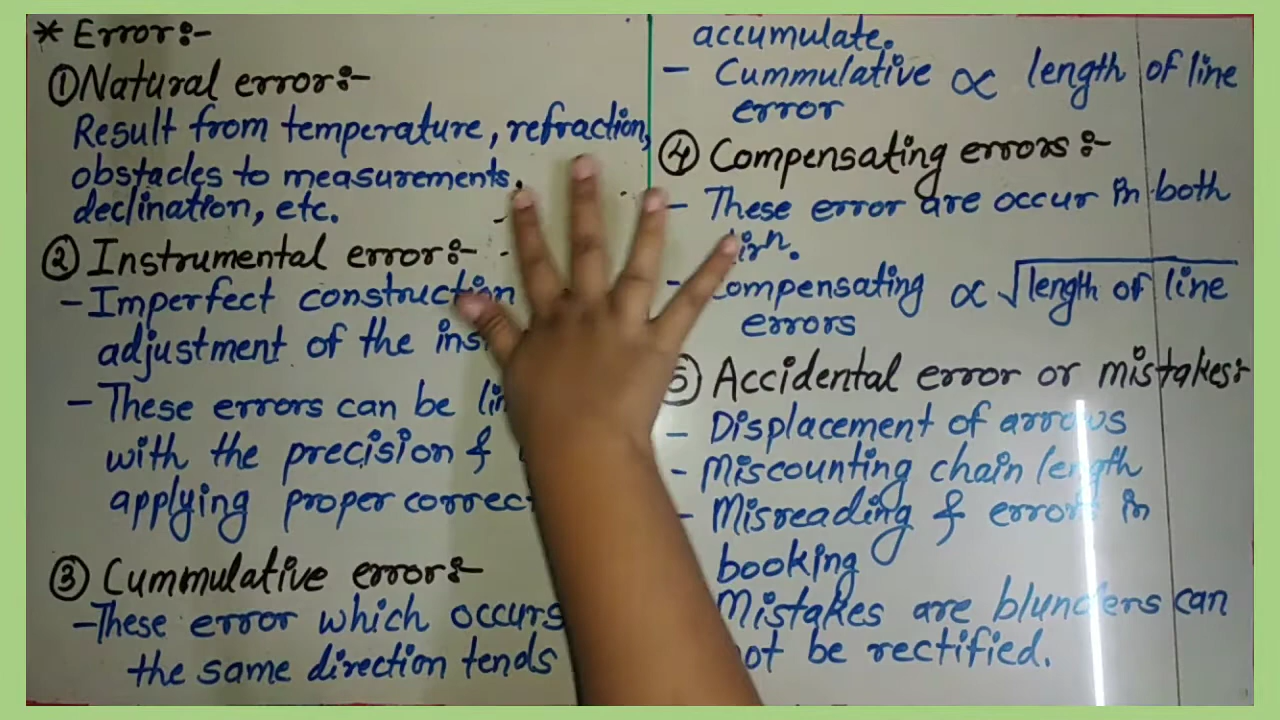 * Error:-
① Natural error:-
Result from temperature, refraction,
obstacles to measurements,
declination, etc.
② Instrumental error:-
- Imperfect construction
adjustment of the
- These errors can be
with the precision &
applying proper
③ Cummulative error:-
- These error which occurs
the same direction tends
accumulate.
- Cummulative ∝ length of line
error
④ Compensating errors:-
- These error are occur in both
dirn.
- Compensating ∝ √length of line
errors
⑤ Accidental error or mistakes:-
- Displacement of arrows
- Miscounting chain length
- Misreading & errors in
booking
Mistakes are blunders can
not be rectified.